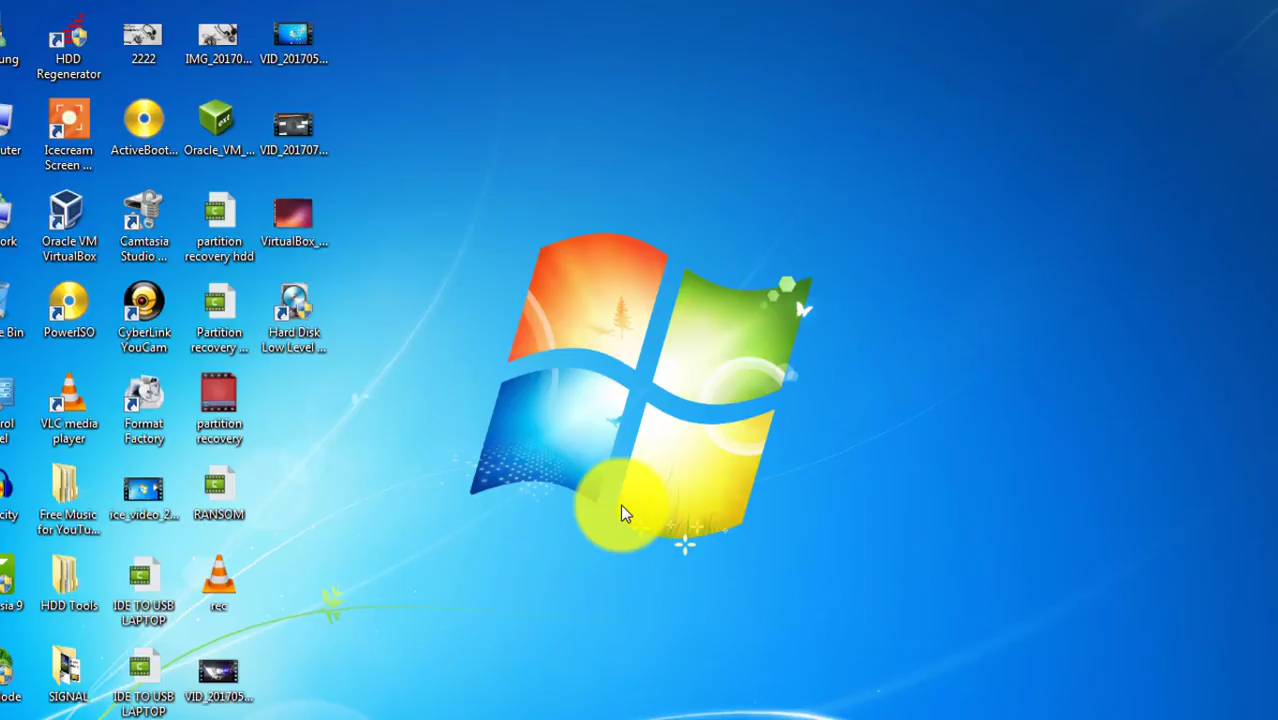 ung
HDD
Regenerator
2222
IMG_20170...
VID_201705...
uter
Icecream
Screen ...
ActiveBoot...
Oracle_VM_...
VID_201707...
ork
Oracle VM
VirtualBox
Camtasia
Studio ...
partition
recovery hdd
VirtualBox_...
e Bin
PowerISO
CyberLink
YouCam
Partition
recovery ...
Hard Disk
Low Level ...
rol
el
VLC media
player
Format
Factory
partition
recovery
city
Free Music
for YouTu...
ice_video_2...
RANSOM
sia 9
HDD Tools
IDE TO USB
LAPTOP
rec
ode
SIGNAL
IDE TO USB
LAPTOP
VID_201705...